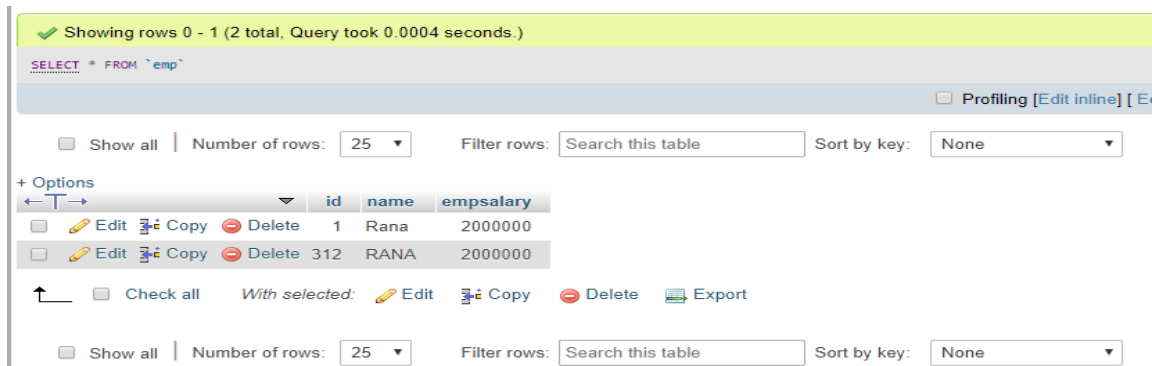 Showing rows 0 - 1 (2 total, Query took 0.0004 seconds.)
SELECT * FROM `emp`
Profiling [Edit inline] [ E
Show all Number of rows: 25 Filter rows: Search this table Sort by key: None
+ Options
id name empsalary
Edit Copy Delete 1 Rana 2000000
Edit Copy Delete 312 RANA 2000000
Check all With selected: Edit Copy Delete Export
Show all Number of rows: 25 Filter rows: Search this table Sort by key: None